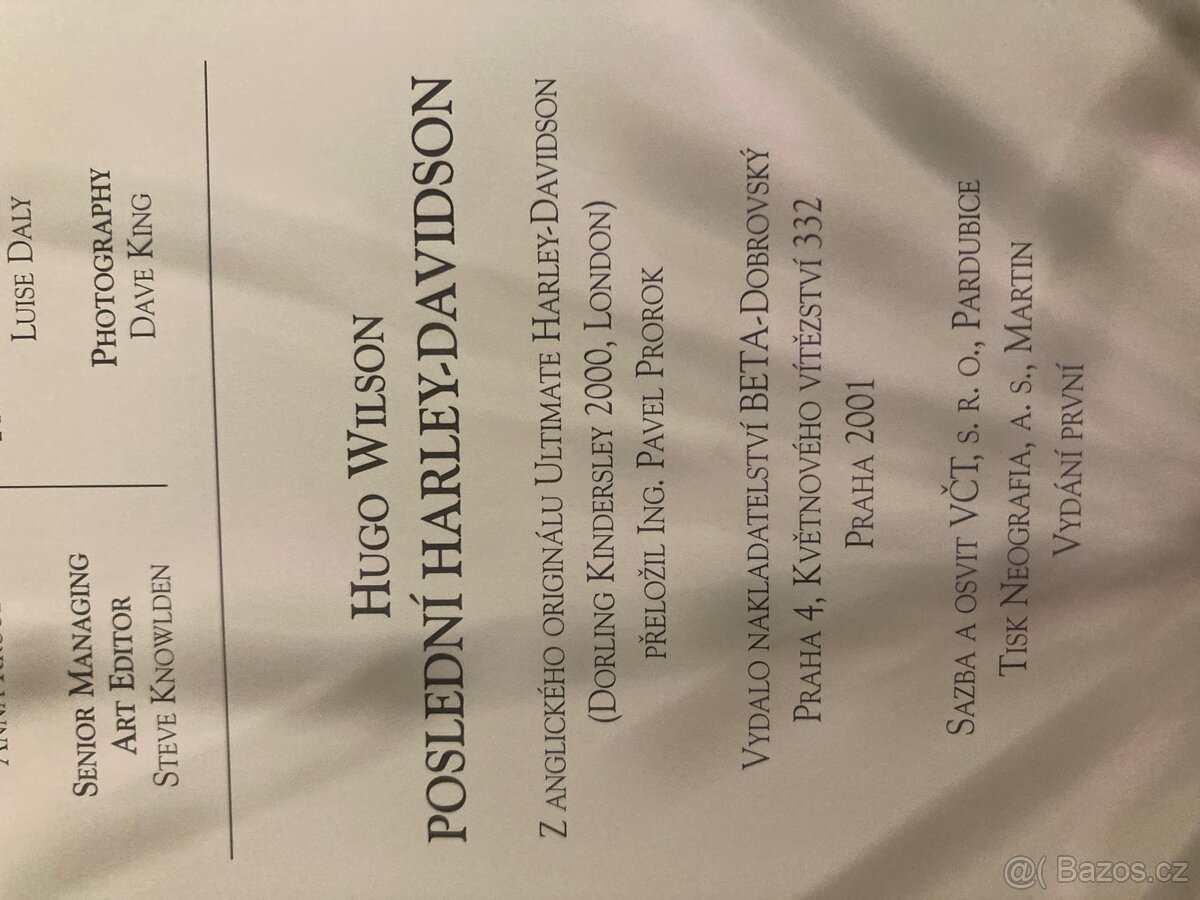 SENIOR MANAGING
ART EDITOR
STEVE KNOWLDEN
LUISE DALY
PHOTOGRAPHY
DAVE KING
HUGO WILSON
POSLEDNÍ HARLEY-DAVIDSON
Z ANGLICKÉHO ORIGINÁLU ULTIMATE HARLEY-DAVIDSON
(DORLING KINDERSLEY 2000, LONDON)
PŘELOŽIL ING. PAVEL PROROK
VYDALO NAKLADATELSTVÍ BETA-DOBROVSKÝ
PRAHA 4, KVĚTNOVÉHO VÍTĚZSTVÍ 332
PRAHA 2001
SAZBA A OSVIT VČT, S. R. O., PARDUBICE
TISK NEOGRAFIA, A. S., MARTIN
VYDÁNÍ PRVNÍ
@( Bazos.cz